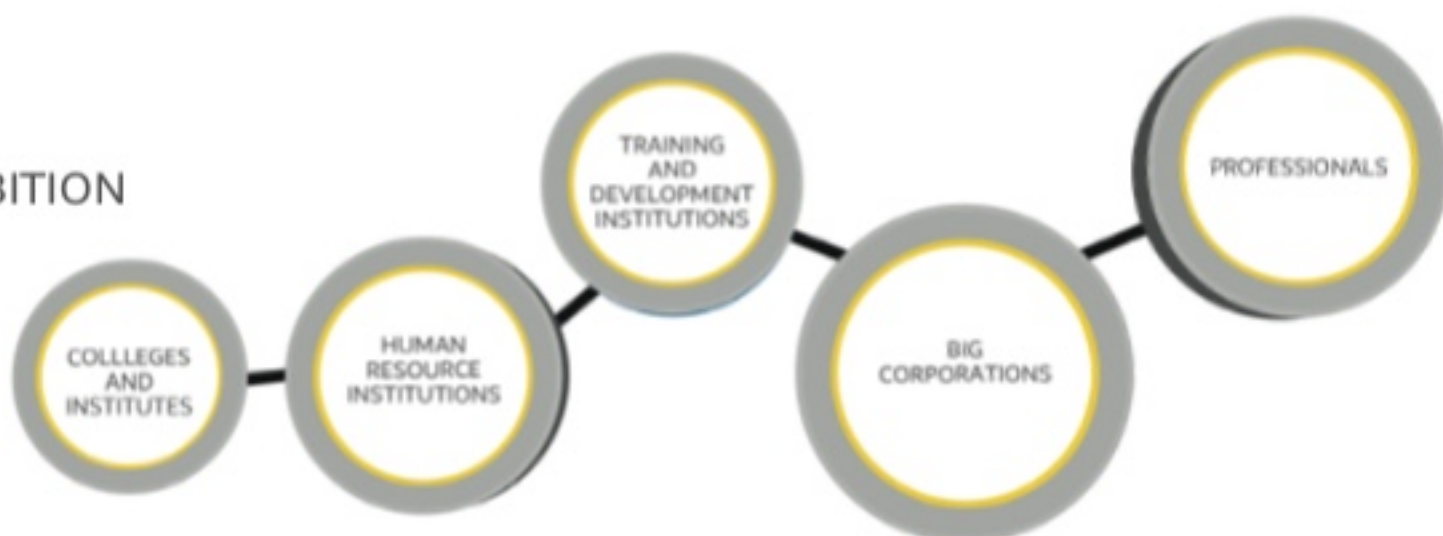 BITION
COLLLEGES
AND
INSTITUTES
HUMAN
RESOURCE
INSTITUTIONS
TRAINING
AND
DEVELOPMENT
INSTITUTIONS
BIG
CORPORATIONS
PROFESSIONALS